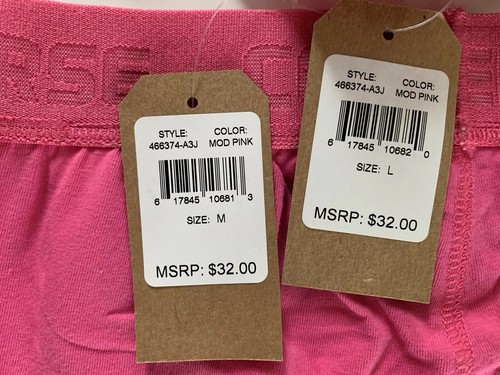 RSE
STYLE: COLOR:
466374-A3J MOD PINK
6 17845 10681 3
SIZE: M
MSRP: $32.00
STYLE: COLOR:
466374-A3J MOD PINK
6 17845 10682 0
SIZE: L
MSRP: $32.00